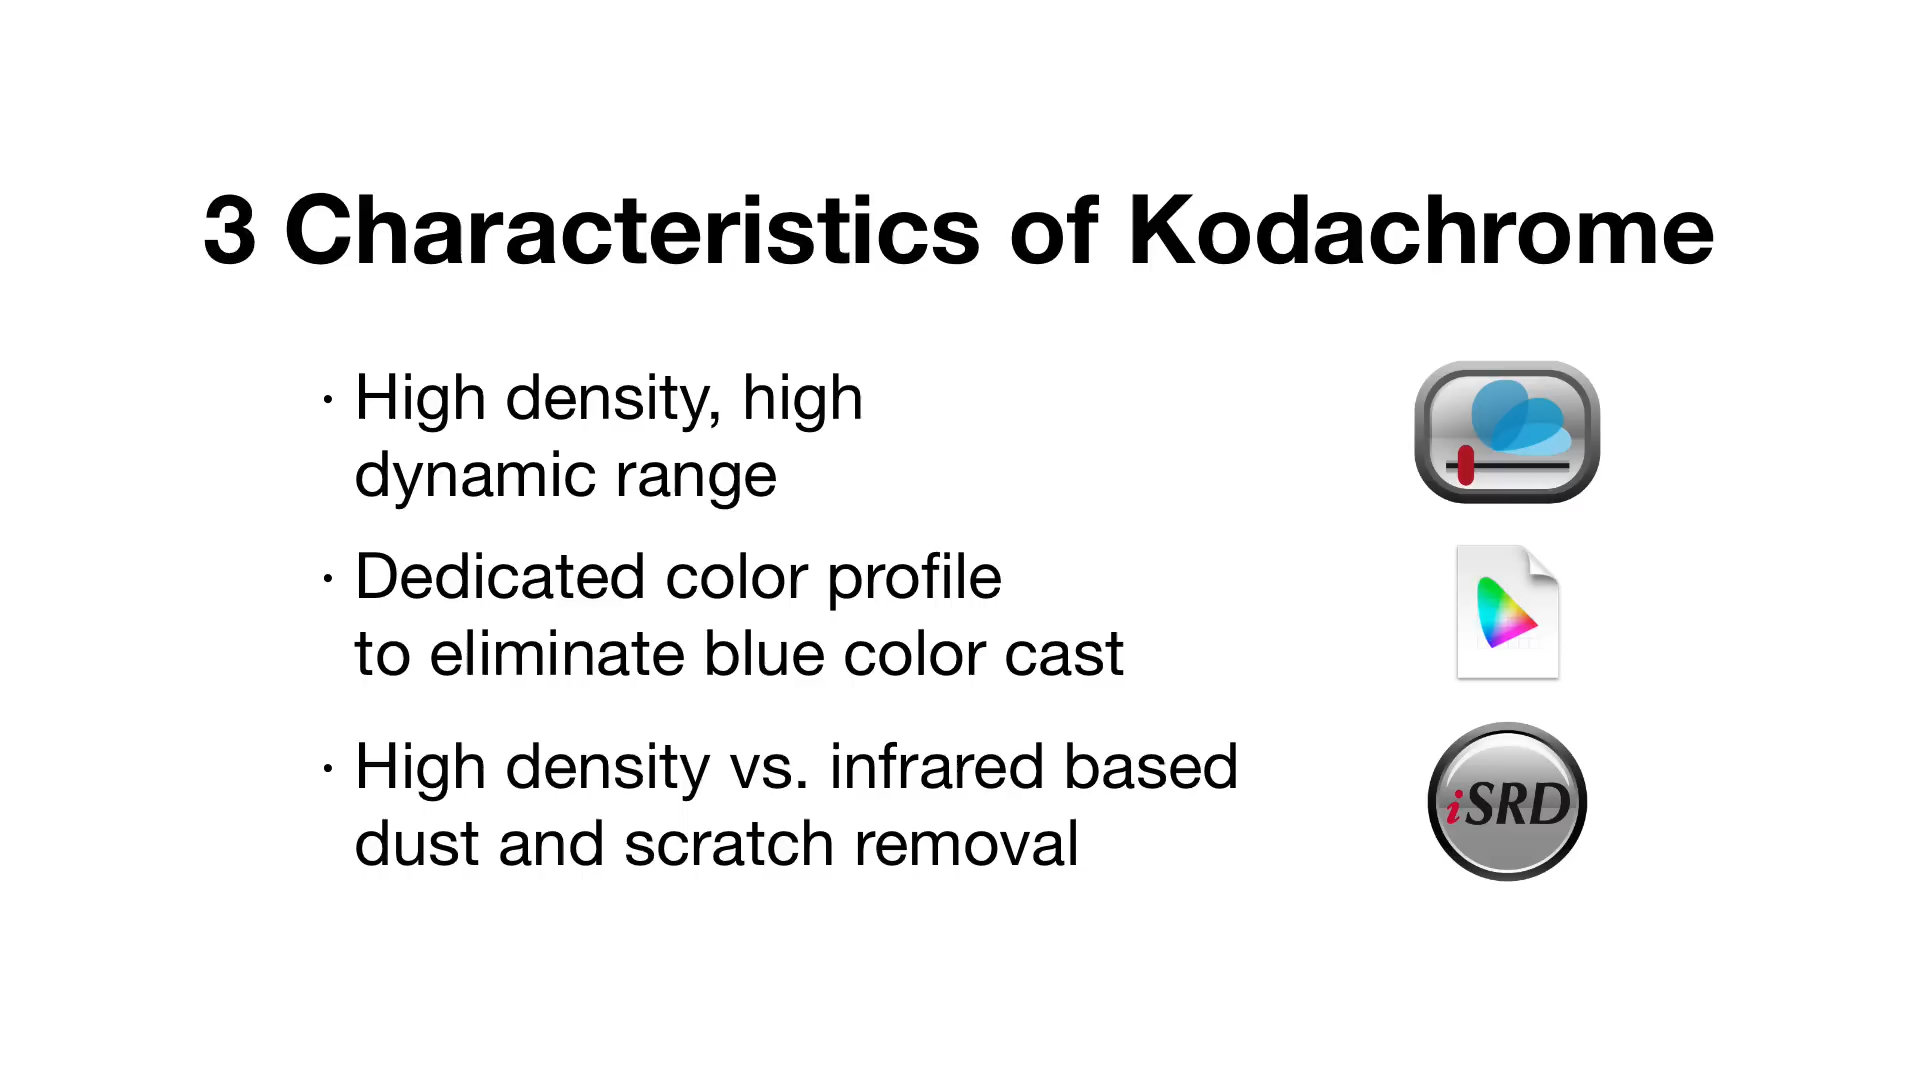 3 Characteristics of Kodachrome
· High density, high
dynamic range
· Dedicated color profile
to eliminate blue color cast
· High density vs. infrared based
dust and scratch removal
iSRD